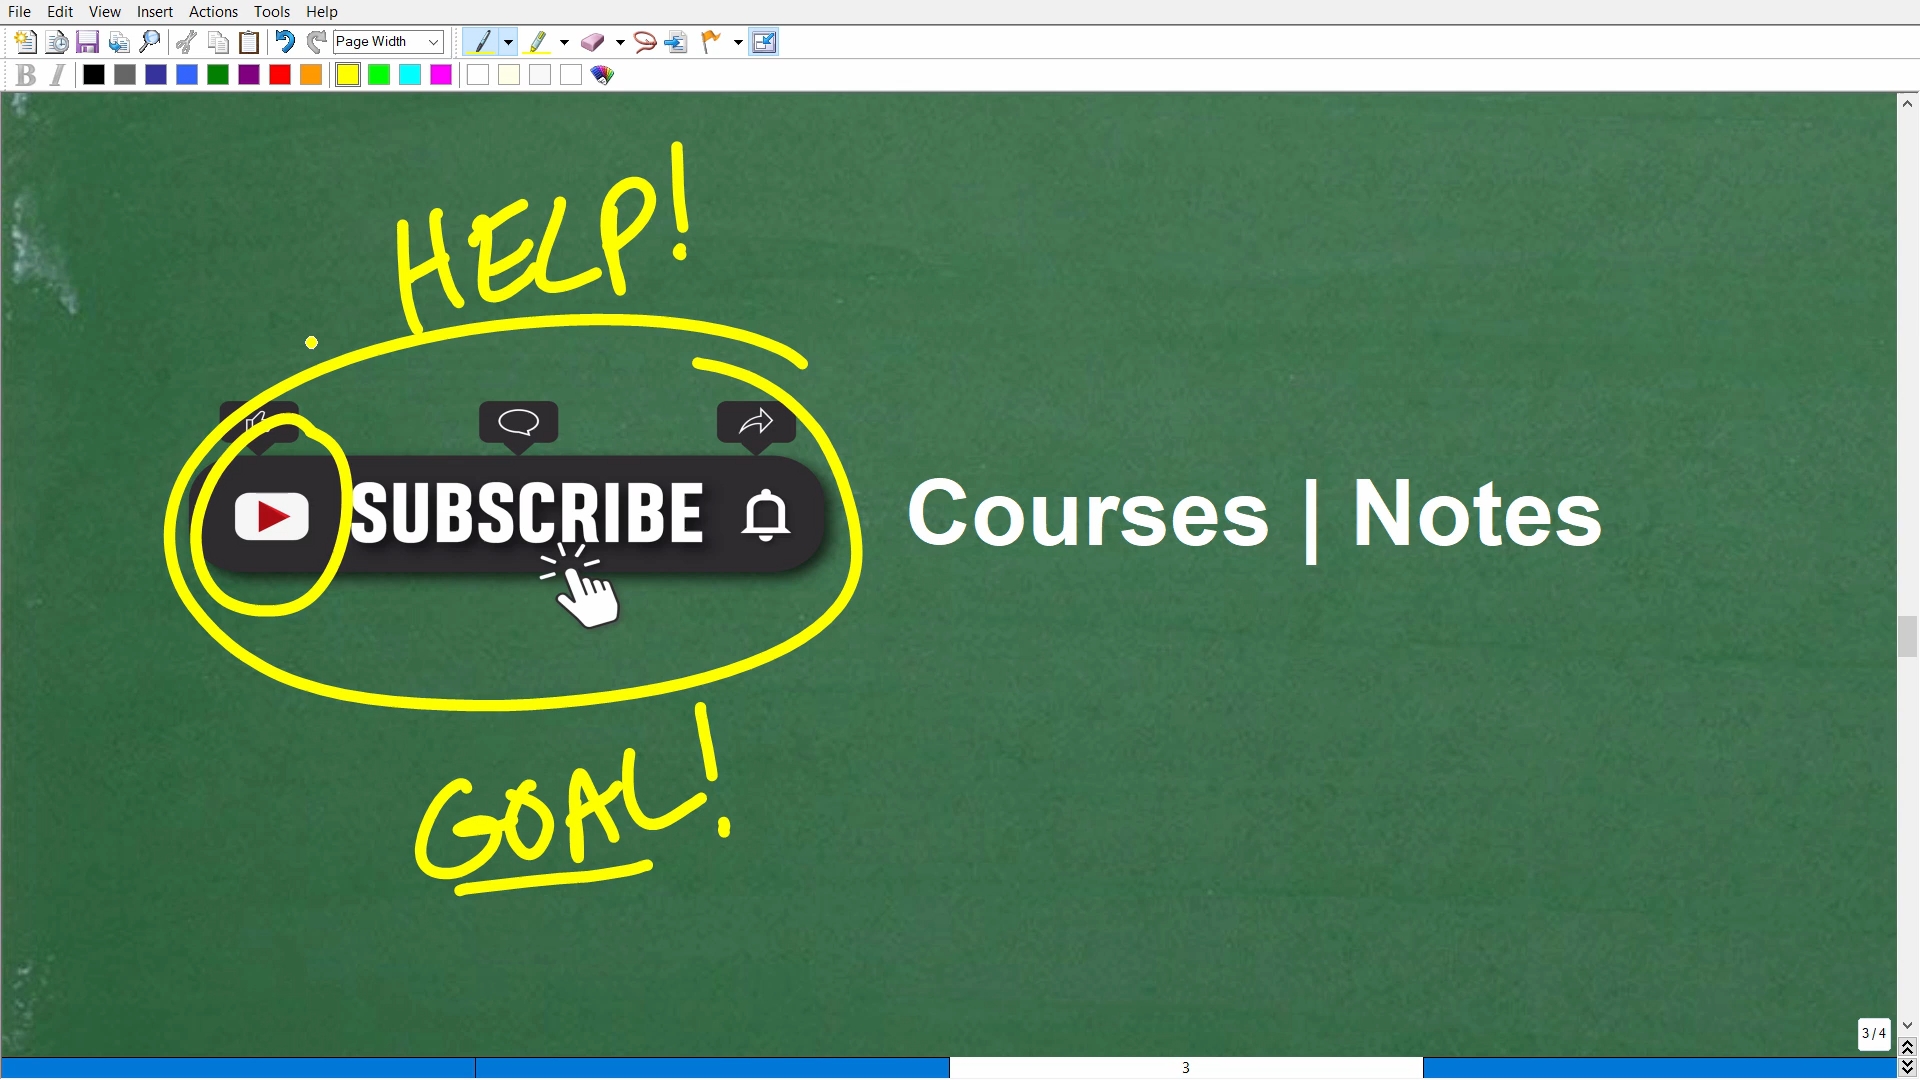 File Edit View Insert Actions Tools Help
Page Width
B I
HELP!
SUBSCRIBE
Courses | Notes
GOAL!
3 / 4
3